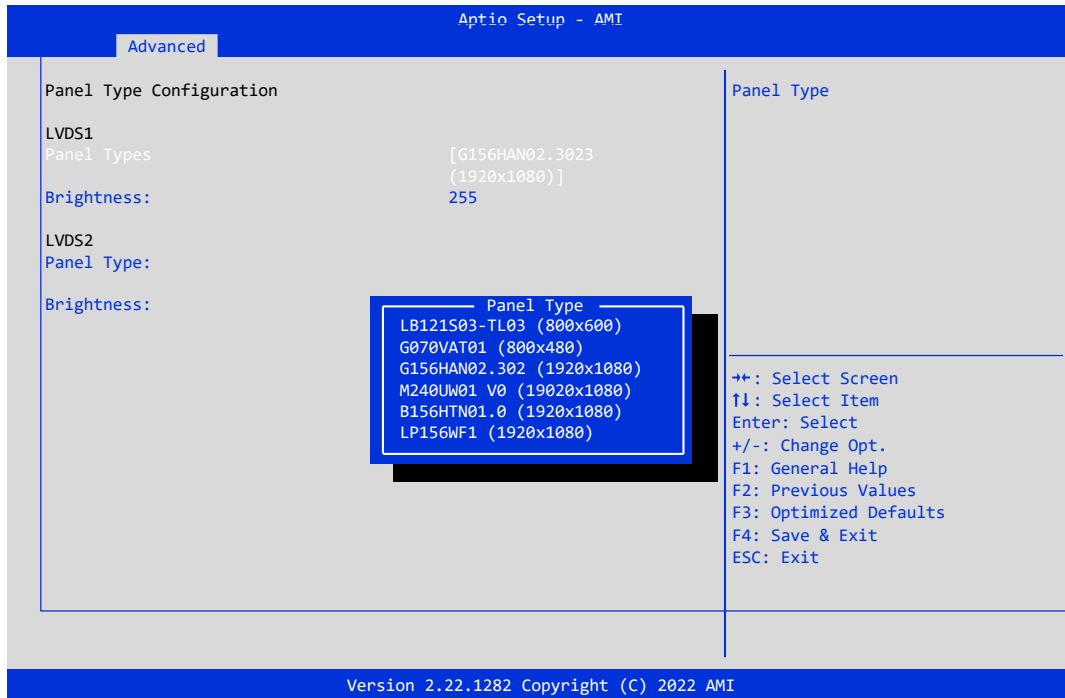 Aptio Setup - AMI
Advanced
Panel Type Configuration
LVDS1
Panel Types [G156HAN02.3023
(1920x1080)]
Brightness: 255
LVDS2
Panel Type:
Brightness:
Panel Type
LB121S03-TL03 (800x600)
G070VAT01 (800x480)
G156HAN02.302 (1920x1080)
M240UW01 V0 (19020x1080)
B156HTN01.0 (1920x1080)
LP156WF1 (1920x1080)
Panel Type
→←: Select Screen
↑↓: Select Item
Enter: Select
+/-: Change Opt.
F1: General Help
F2: Previous Values
F3: Optimized Defaults
F4: Save & Exit
ESC: Exit
Version 2.22.1282 Copyright (C) 2022 AMI